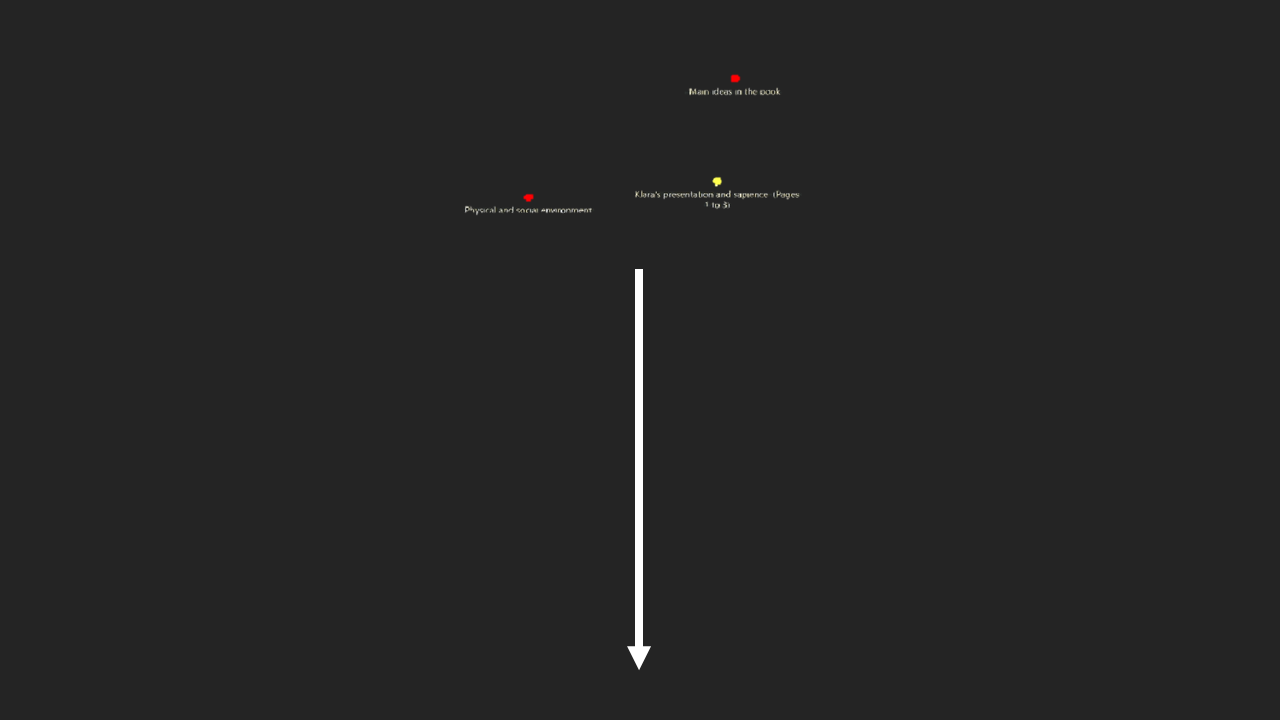 Main ideas in the book
Klara's presentation and sapience (Pages
1 to 3)
Physical and social environment